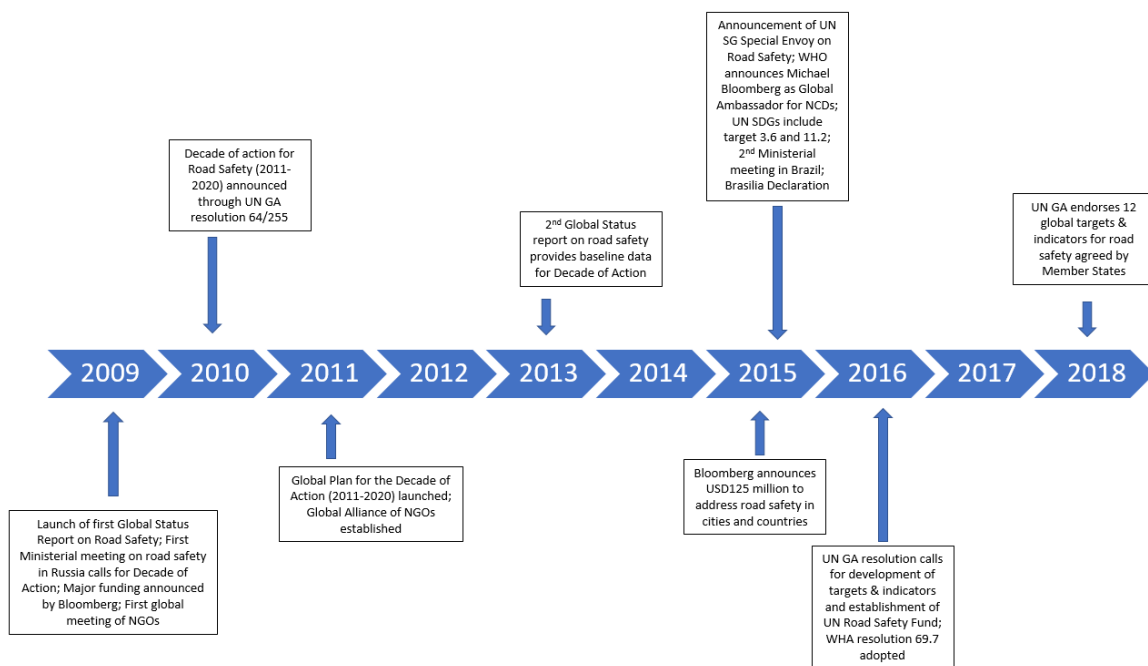 Announcement of UN
SG Special Envoy on
Road Safety; WHO
announces Michael
Bloomberg as Global
Ambassador for NCDs;
UN SDGs include
target 3.6 and 11.2;
2nd Ministerial
meeting in Brazil;
Brasilia Declaration
Decade of action for
Road Safety (2011-
2020) announced
through UN GA
resolution 64/255
2nd Global Status
report on road safety
provides baseline data
for Decade of Action
UN GA endorses 12
global targets &
indicators for road
safety agreed by
Member States
2009 2010 2011 2012 2013 2014 2015 2016 2017 2018
Launch of first Global Status
Report on Road Safety; First
Ministerial meeting on road safety
in Russia calls for Decade of
Action; Major funding announced
by Bloomberg; First global
meeting of NGOs
Global Plan for the Decade of
Action (2011-2020) launched;
Global Alliance of NGOs
established
Bloomberg announces
USD125 million to
address road safety in
cities and countries
UN GA resolution calls
for development of
targets & indicators
and establishment of
UN Road Safety Fund;
WHA resolution 69.7
adopted